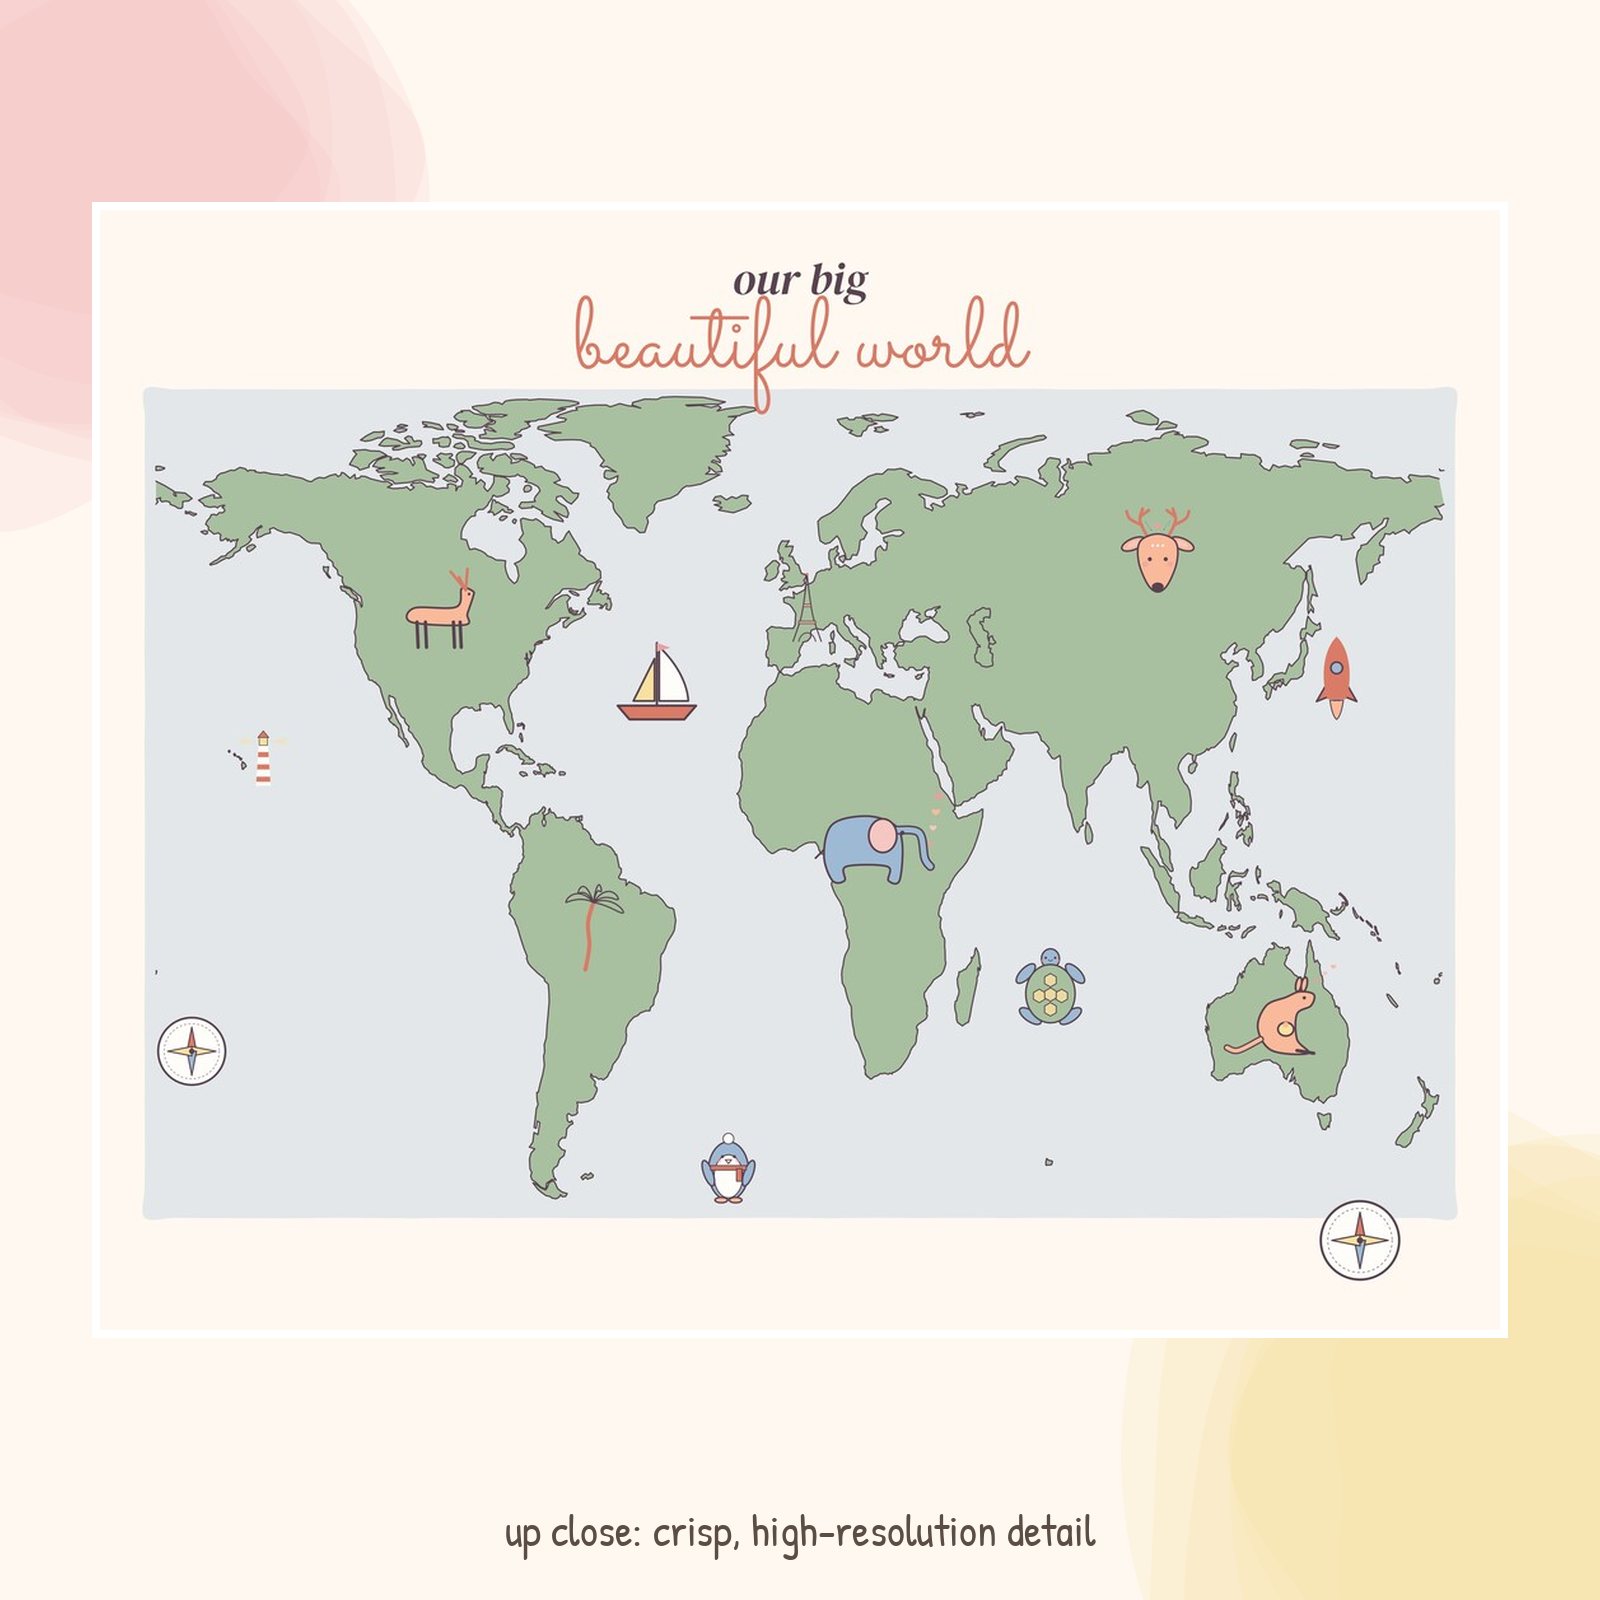 our big
beautiful world
up close: crisp, high-resolution detail